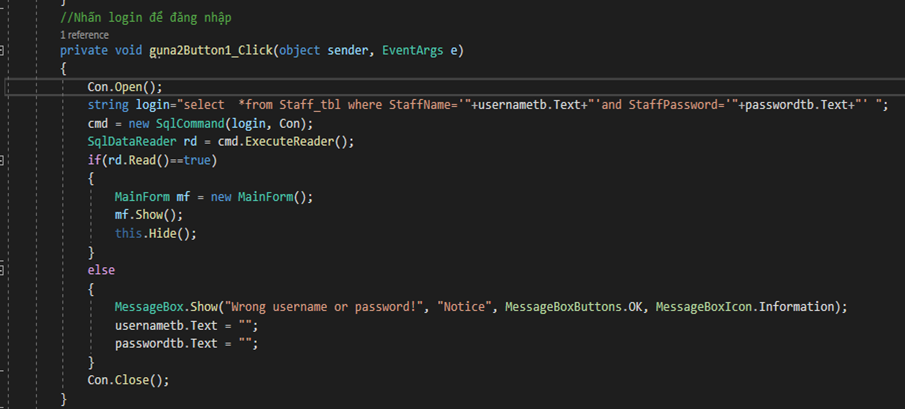 }
//Nhấn login để đăng nhập
1 reference
private void guna2Button1_Click(object sender, EventArgs e)
{
Con.Open();
string login="select  *from Staff_tbl where StaffName='"+usernametb.Text+"'and StaffPassword='"+passwordtb.Text+"' ";
cmd = new SqlCommand(login, Con);
SqlDataReader rd = cmd.ExecuteReader();
if(rd.Read()==true)
{
MainForm mf = new MainForm();
mf.Show();
this.Hide();
}
else
{
MessageBox.Show("Wrong username or password!", "Notice", MessageBoxButtons.OK, MessageBoxIcon.Information);
usernametb.Text = "";
passwordtb.Text = "";
}
Con.Close();
}